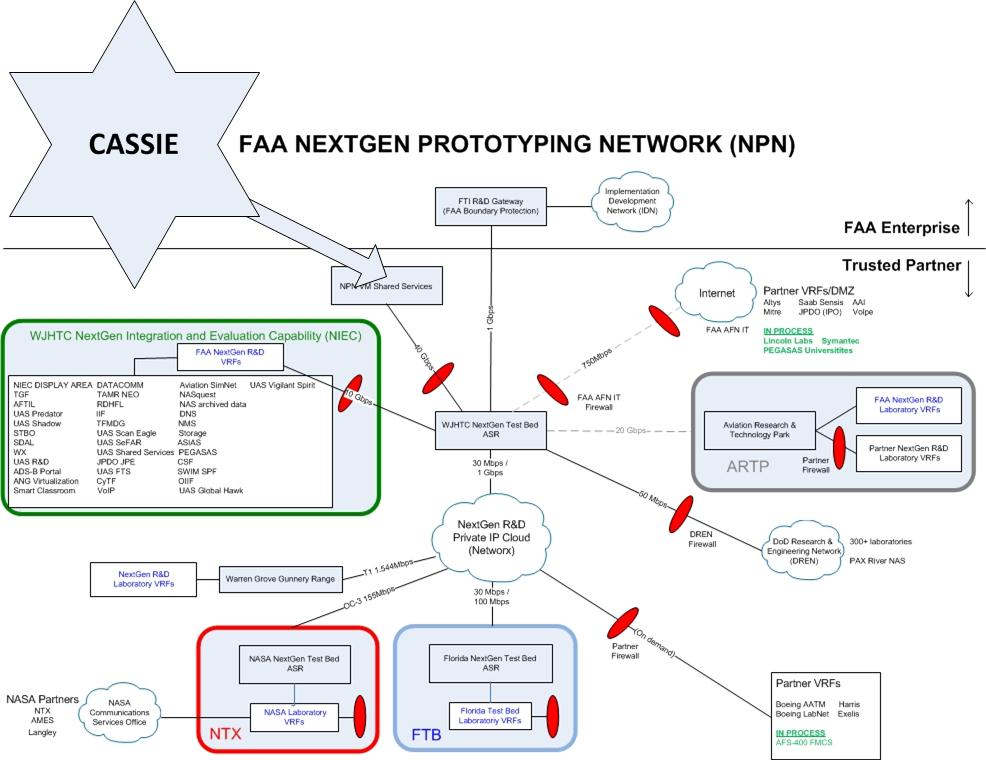 CASSIE
FAA NEXTGEN PROTOTYPING NETWORK (NPN)
FTI R&D Gateway
(FAA Boundary Protection)
Implementation
Development
Network (IDN)
FAA Enterprise
Trusted Partner
NPN VM Shared Services
1 Gbps
40 Gbps
Internet
FAA AFN IT
Partner VRFs/DMZ
Altys Saab Sensis AAI
Mitre JPDO (IPO) Volpe
IN PROCESS
Lincoln Labs Symantec
PEGASAS Universitites
750Mbps
FAA AFN IT
Firewall
WJHTC NextGen Integration and Evaluation Capability (NIEC)
FAA NextGen R&D
VRFs
10 Gbps
NIEC DISPLAY AREA DATACOMM Aviation SimNet UAS Vigilant Spirit
TGF TAMR NEO NASquest
AFTIL RDHFL NAS archived data
UAS Predator IIF DNS
UAS Shadow TFMDG NMS
STBO UAS Scan Eagle Storage
SDAL UAS SeFAR ASIAS
WX UAS Shared Services PEGASAS
UAS R&D JPDO JPE CSF
ADS-B Portal UAS FTS SWIM SPF
ANG Virtualization CyTF OIIF
Smart Classroom VoIP UAS Global Hawk
WJHTC NextGen Test Bed
ASR
20 Gbps
Aviation Research &
Technology Park
FAA NextGen R&D
Laboratory VRFs
Partner NextGen R&D
Laboratory VRFs
Partner
Firewall
ARTP
30 Mbps /
1 Gbps
50 Mbps
DREN
Firewall
DoD Research &
Engineering Network
(DREN)
300+ laboratories
PAX River NAS
NextGen R&D
Private IP Cloud
(Networx)
NextGen R&D
Laboratory VRFs
Warren Grove Gunnery Range
T1 1.544Mbps
OC-3 155Mbps
30 Mbps /
100 Mbps
(On demand)
Partner
Firewall
NASA NextGen Test Bed
ASR
NASA Laboratory
VRFs
NTX
NASA Partners
NTX
AMES
Langley
NASA
Communications
Services Office
Florida NextGen Test Bed
ASR
Florida Test Bed
Laboratory VRFs
FTB
Partner VRFs
Boeing AATM Harris
Boeing LabNet Exelis
IN PROCESS
AFS-400 FMCS